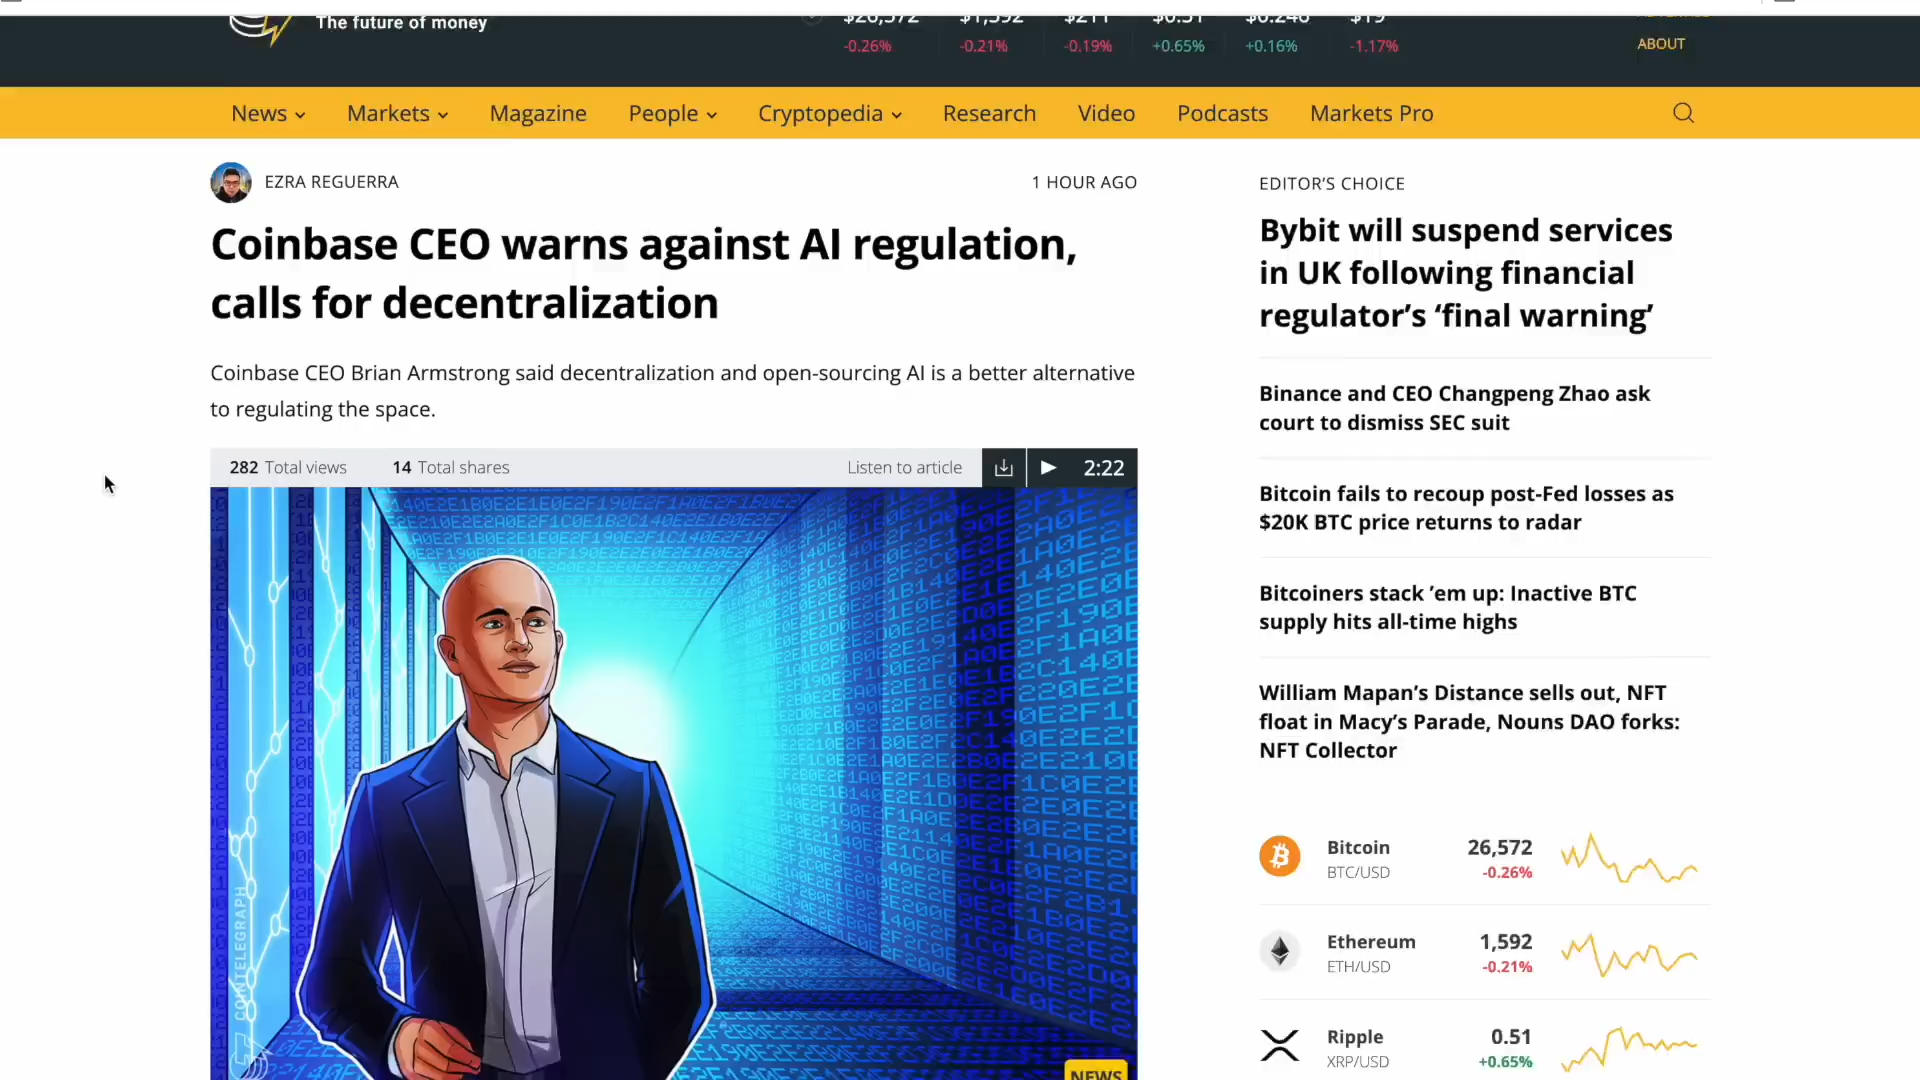 The future of money
$26,572 $1,592 $211 $0.51 $0.246 $19
-0.26% -0.21% -0.19% +0.65% +0.16% -1.17%
ABOUT
News Markets Magazine People Cryptopedia Research Video Podcasts Markets Pro
EZRA REGUERRA
1 HOUR AGO
Coinbase CEO warns against AI regulation,
calls for decentralization
Coinbase CEO Brian Armstrong said decentralization and open-sourcing AI is a better alternative
to regulating the space.
282 Total views 14 Total shares Listen to article 2:22
COINTELEGRAPH
NEWS
EDITOR'S CHOICE
Bybit will suspend services
in UK following financial
regulator's ‘final warning’
Binance and CEO Changpeng Zhao ask
court to dismiss SEC suit
Bitcoin fails to recoup post-Fed losses as
$20K BTC price returns to radar
Bitcoiners stack ’em up: Inactive BTC
supply hits all-time highs
William Mapan’s Distance sells out, NFT
float in Macy’s Parade, Nouns DAO forks:
NFT Collector
Bitcoin 26,572
BTC/USD -0.26%
Ethereum 1,592
ETH/USD -0.21%
Ripple 0.51
XRP/USD +0.65%